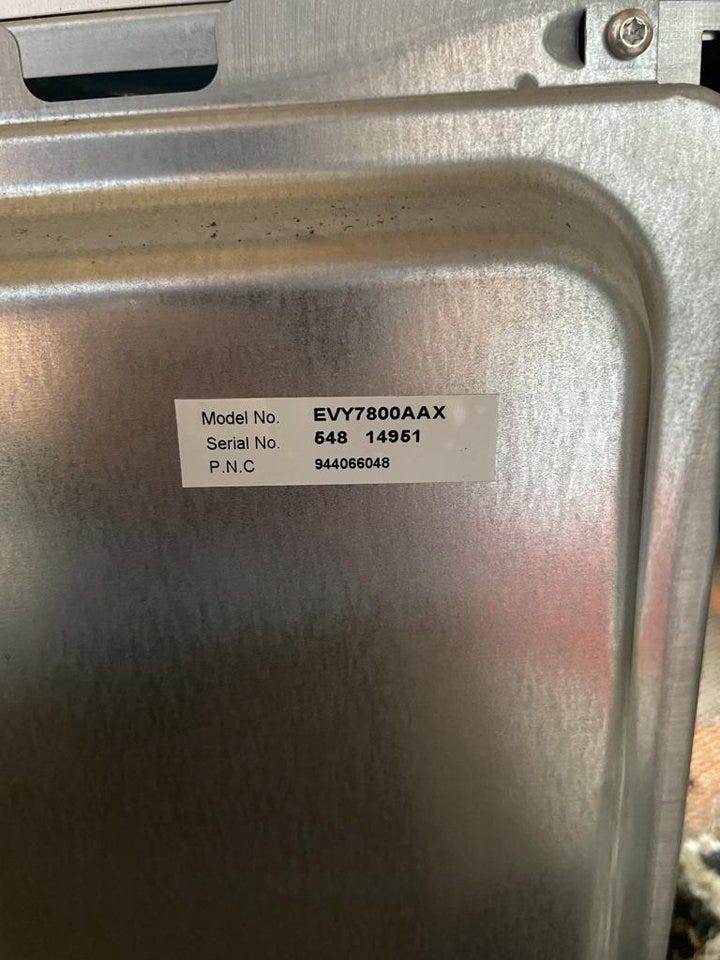 Model No. EVY7800AAX
Serial No. 548 14951
P.N.C 944066048